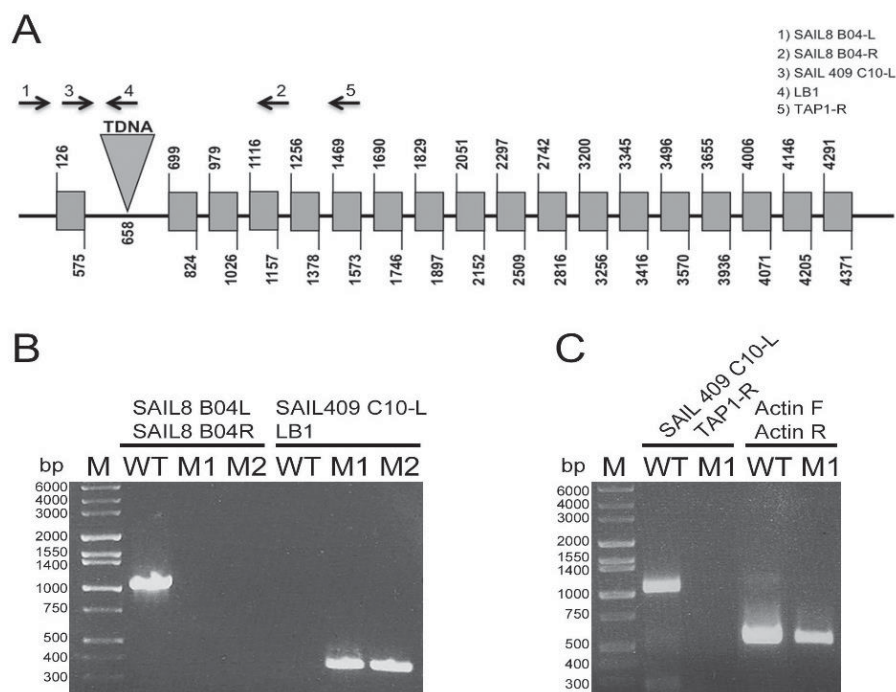 A
1) SAIL8 B04-L
2) SAIL8 B04-R
3) SAIL 409 C10-L
4) LB1
5) TAP1-R
1 3 4 2 5
TDNA
126 699 979 1116 1256 1469 1690 1829 2051 2297 2742 3200 3345 3496 3655 4006 4146 4291
575 658 824 1026 1157 1378 1573 1746 1897 2152 2509 2816 3256 3416 3570 3936 4071 4205 4371
B
SAIL8 B04L SAIL409 C10-L
SAIL8 B04R LB1
bp M WT M1 M2 WT M1 M2
6000
4000
3000
2000
1550
1400
1000
750
500
400
300
C
SAIL 409 C10-L
TAP1-R
Actin F
Actin R
bp M WT M1 WT M1
6000
4000
3000
2000
1550
1400
1000
750
500
400
300